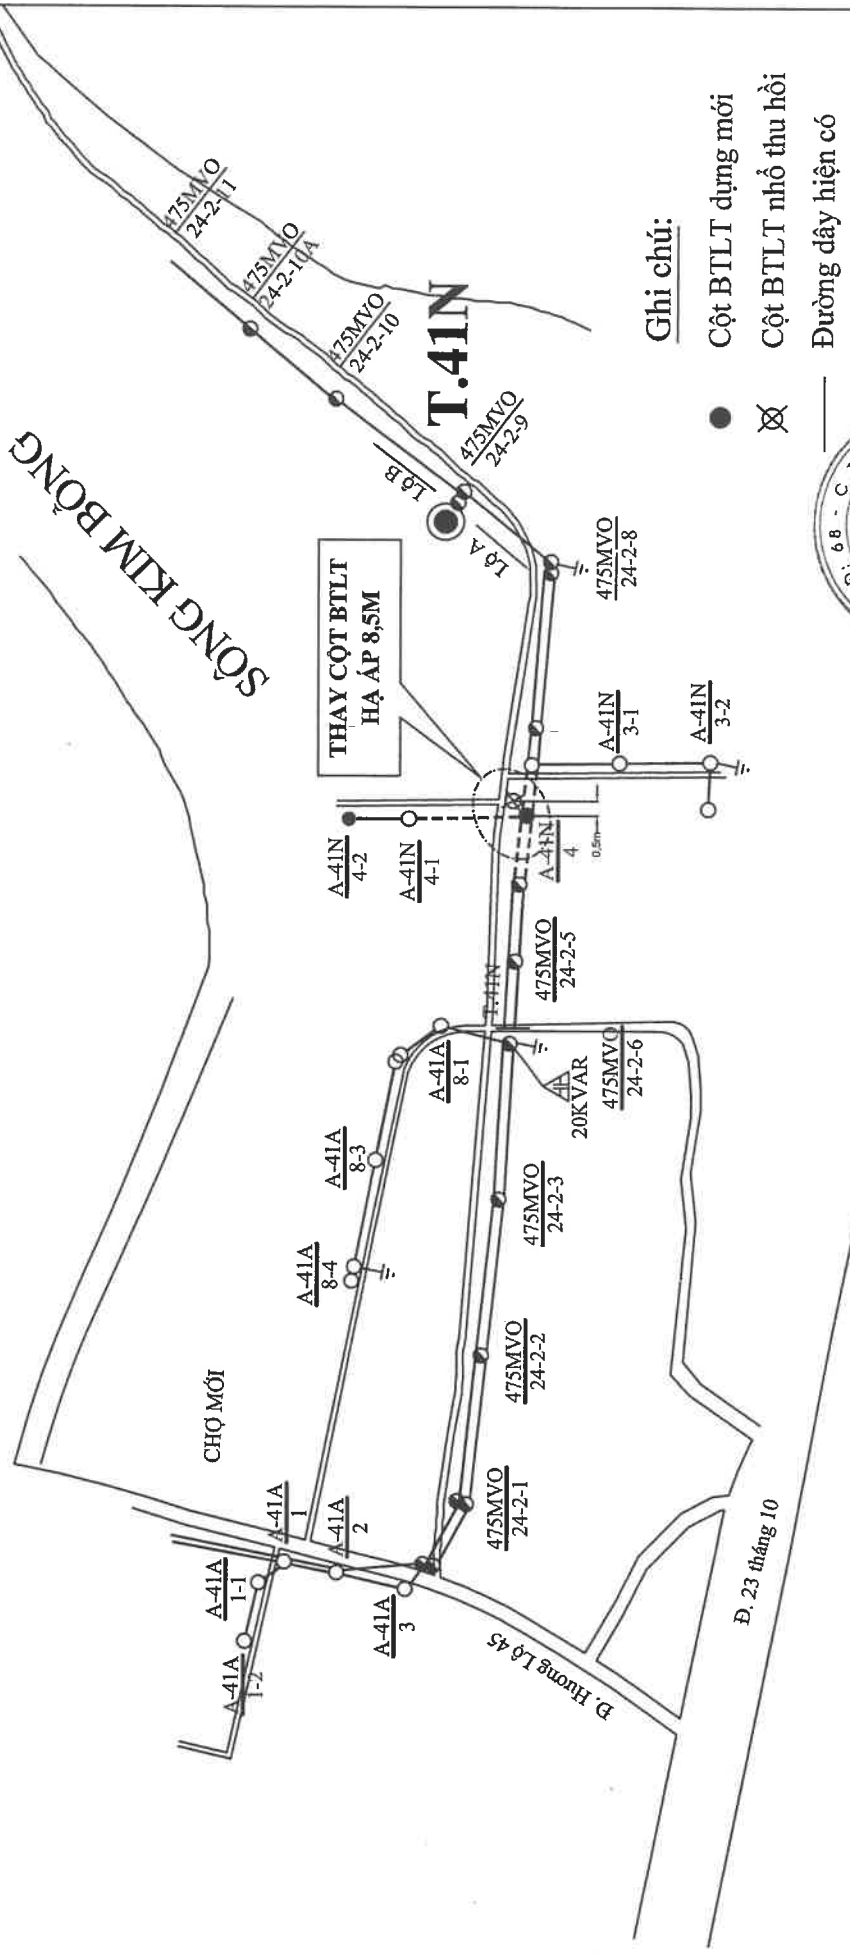 SÔNG KIM BỒNG
475MVO
24-2-11
475MVO
24-2-10A
475MVO
24-2-10
T.41N
475MVO
24-2-9
Lộ B
Lộ A
475MVO
24-2-8
THAY CỘT BTLT
HẠ ÁP 8,5M
A-41N
3-1
A-41N
3-2
A-41N
4-2
A-41N
4-1
A-41N
4
0,5m
475MVO
24-2-5
T.41N
A-41A
8-1
475MVO
24-2-6
20KVAR
A-41A
8-3
A-41A
8-4
475MVO
24-2-3
475MVO
24-2-2
475MVO
24-2-1
CHỢ MỚI
A-41A
1
A-41A
2
A-41A
3
A-41A
1-1
A-41A
1-2
Đ. Hương Lộ 45
Đ. 23 tháng 10
Ghi chú:
Cột BTLT dựng mới
Cột BTLT nhổ thu hồi
Đường dây hiện có